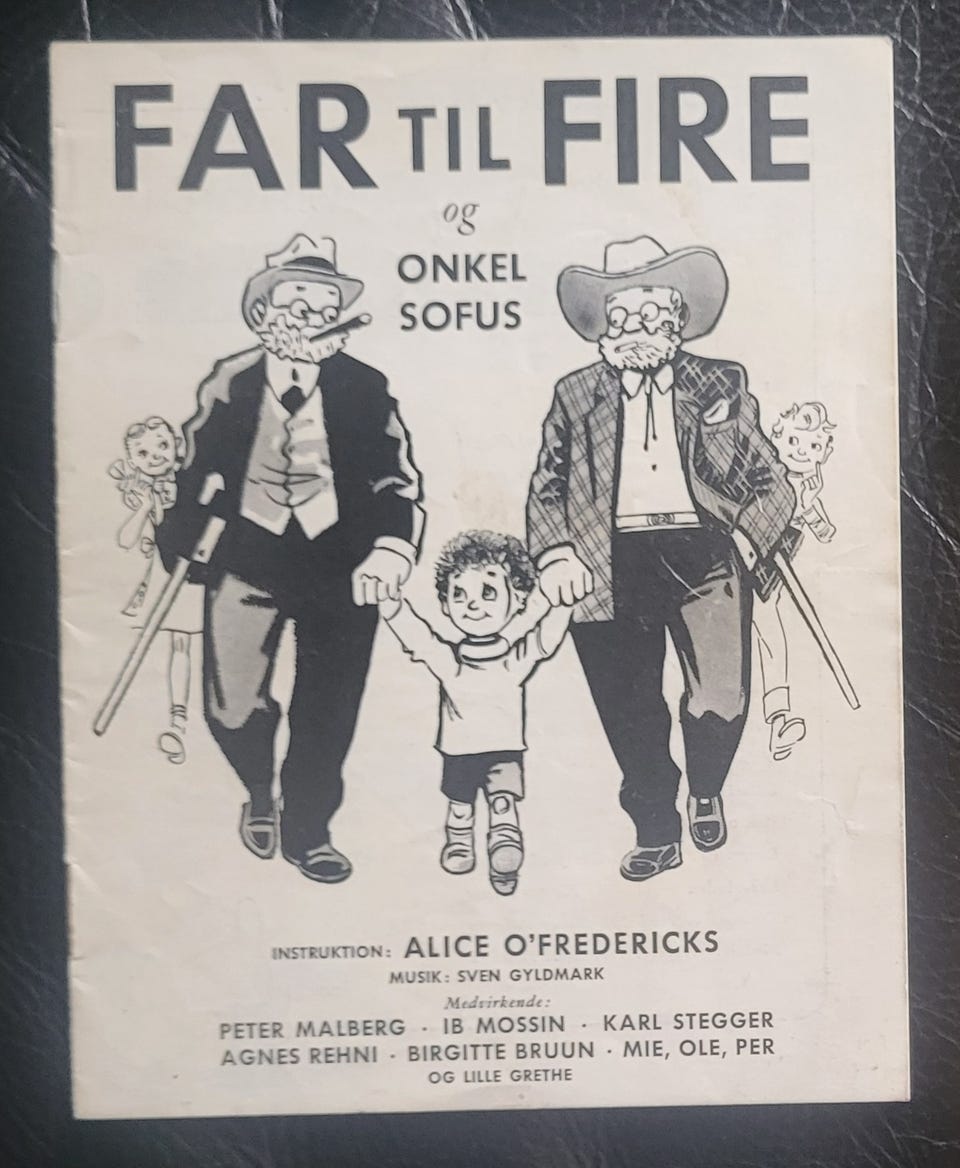 FAR TIL FIRE
og
ONKEL
SOFUS
INSTRUKTION: ALICE O'FREDERICKS
MUSIK: SVEN GYLDMARK
Medvirkende:
PETER MALBERG · IB MOSSIN · KARL STEGGER
AGNES REHNI · BIRGITTE BRUUN · MIE, OLE, PER
OG LILLE GRETHE